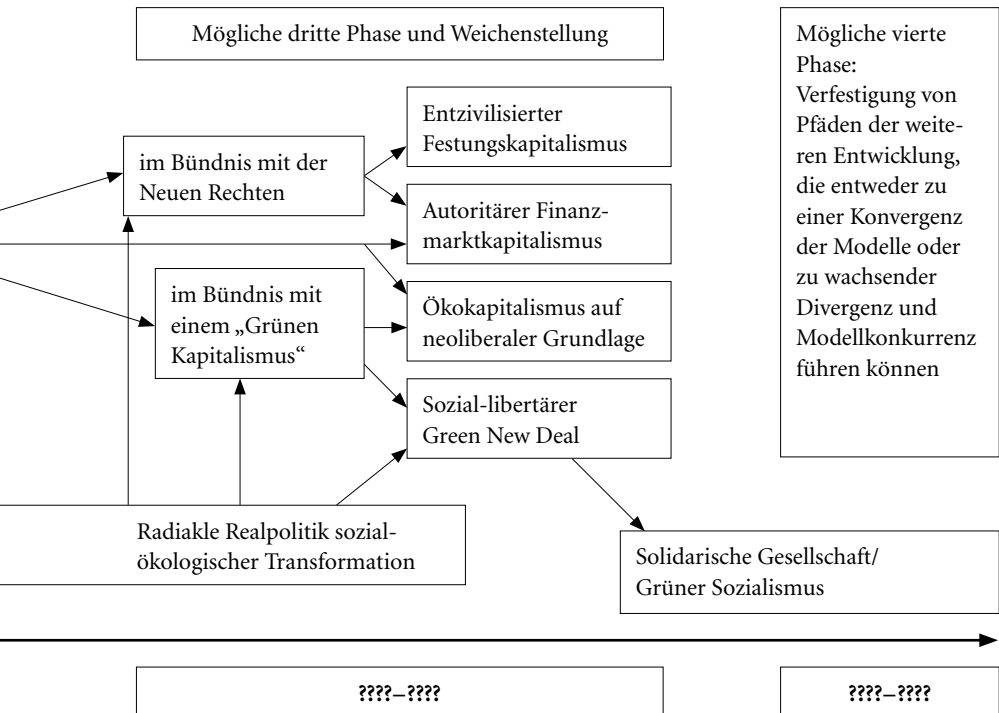 Mögliche dritte Phase und Weichenstellung
Mögliche vierte
Phase:
Verfestigung von
Pfäden der weite-
ren Entwicklung,
die entweder zu
einer Konvergenz
der Modelle oder
zu wachsender
Divergenz und
Modellkonkurrenz
führen können
im Bündnis mit der
Neuen Rechten
Entzivilisierter
Festungskapitalismus
Autoritärer Finanz-
marktkapitalismus
im Bündnis mit
einem „Grünen
Kapitalismus“
Ökokapitalismus auf
neoliberaler Grundlage
Sozial-libertärer
Green New Deal
Radiakle Realpolitik sozial-
ökologischer Transformation
Solidarische Gesellschaft/
Grüner Sozialismus
????–????
????–????